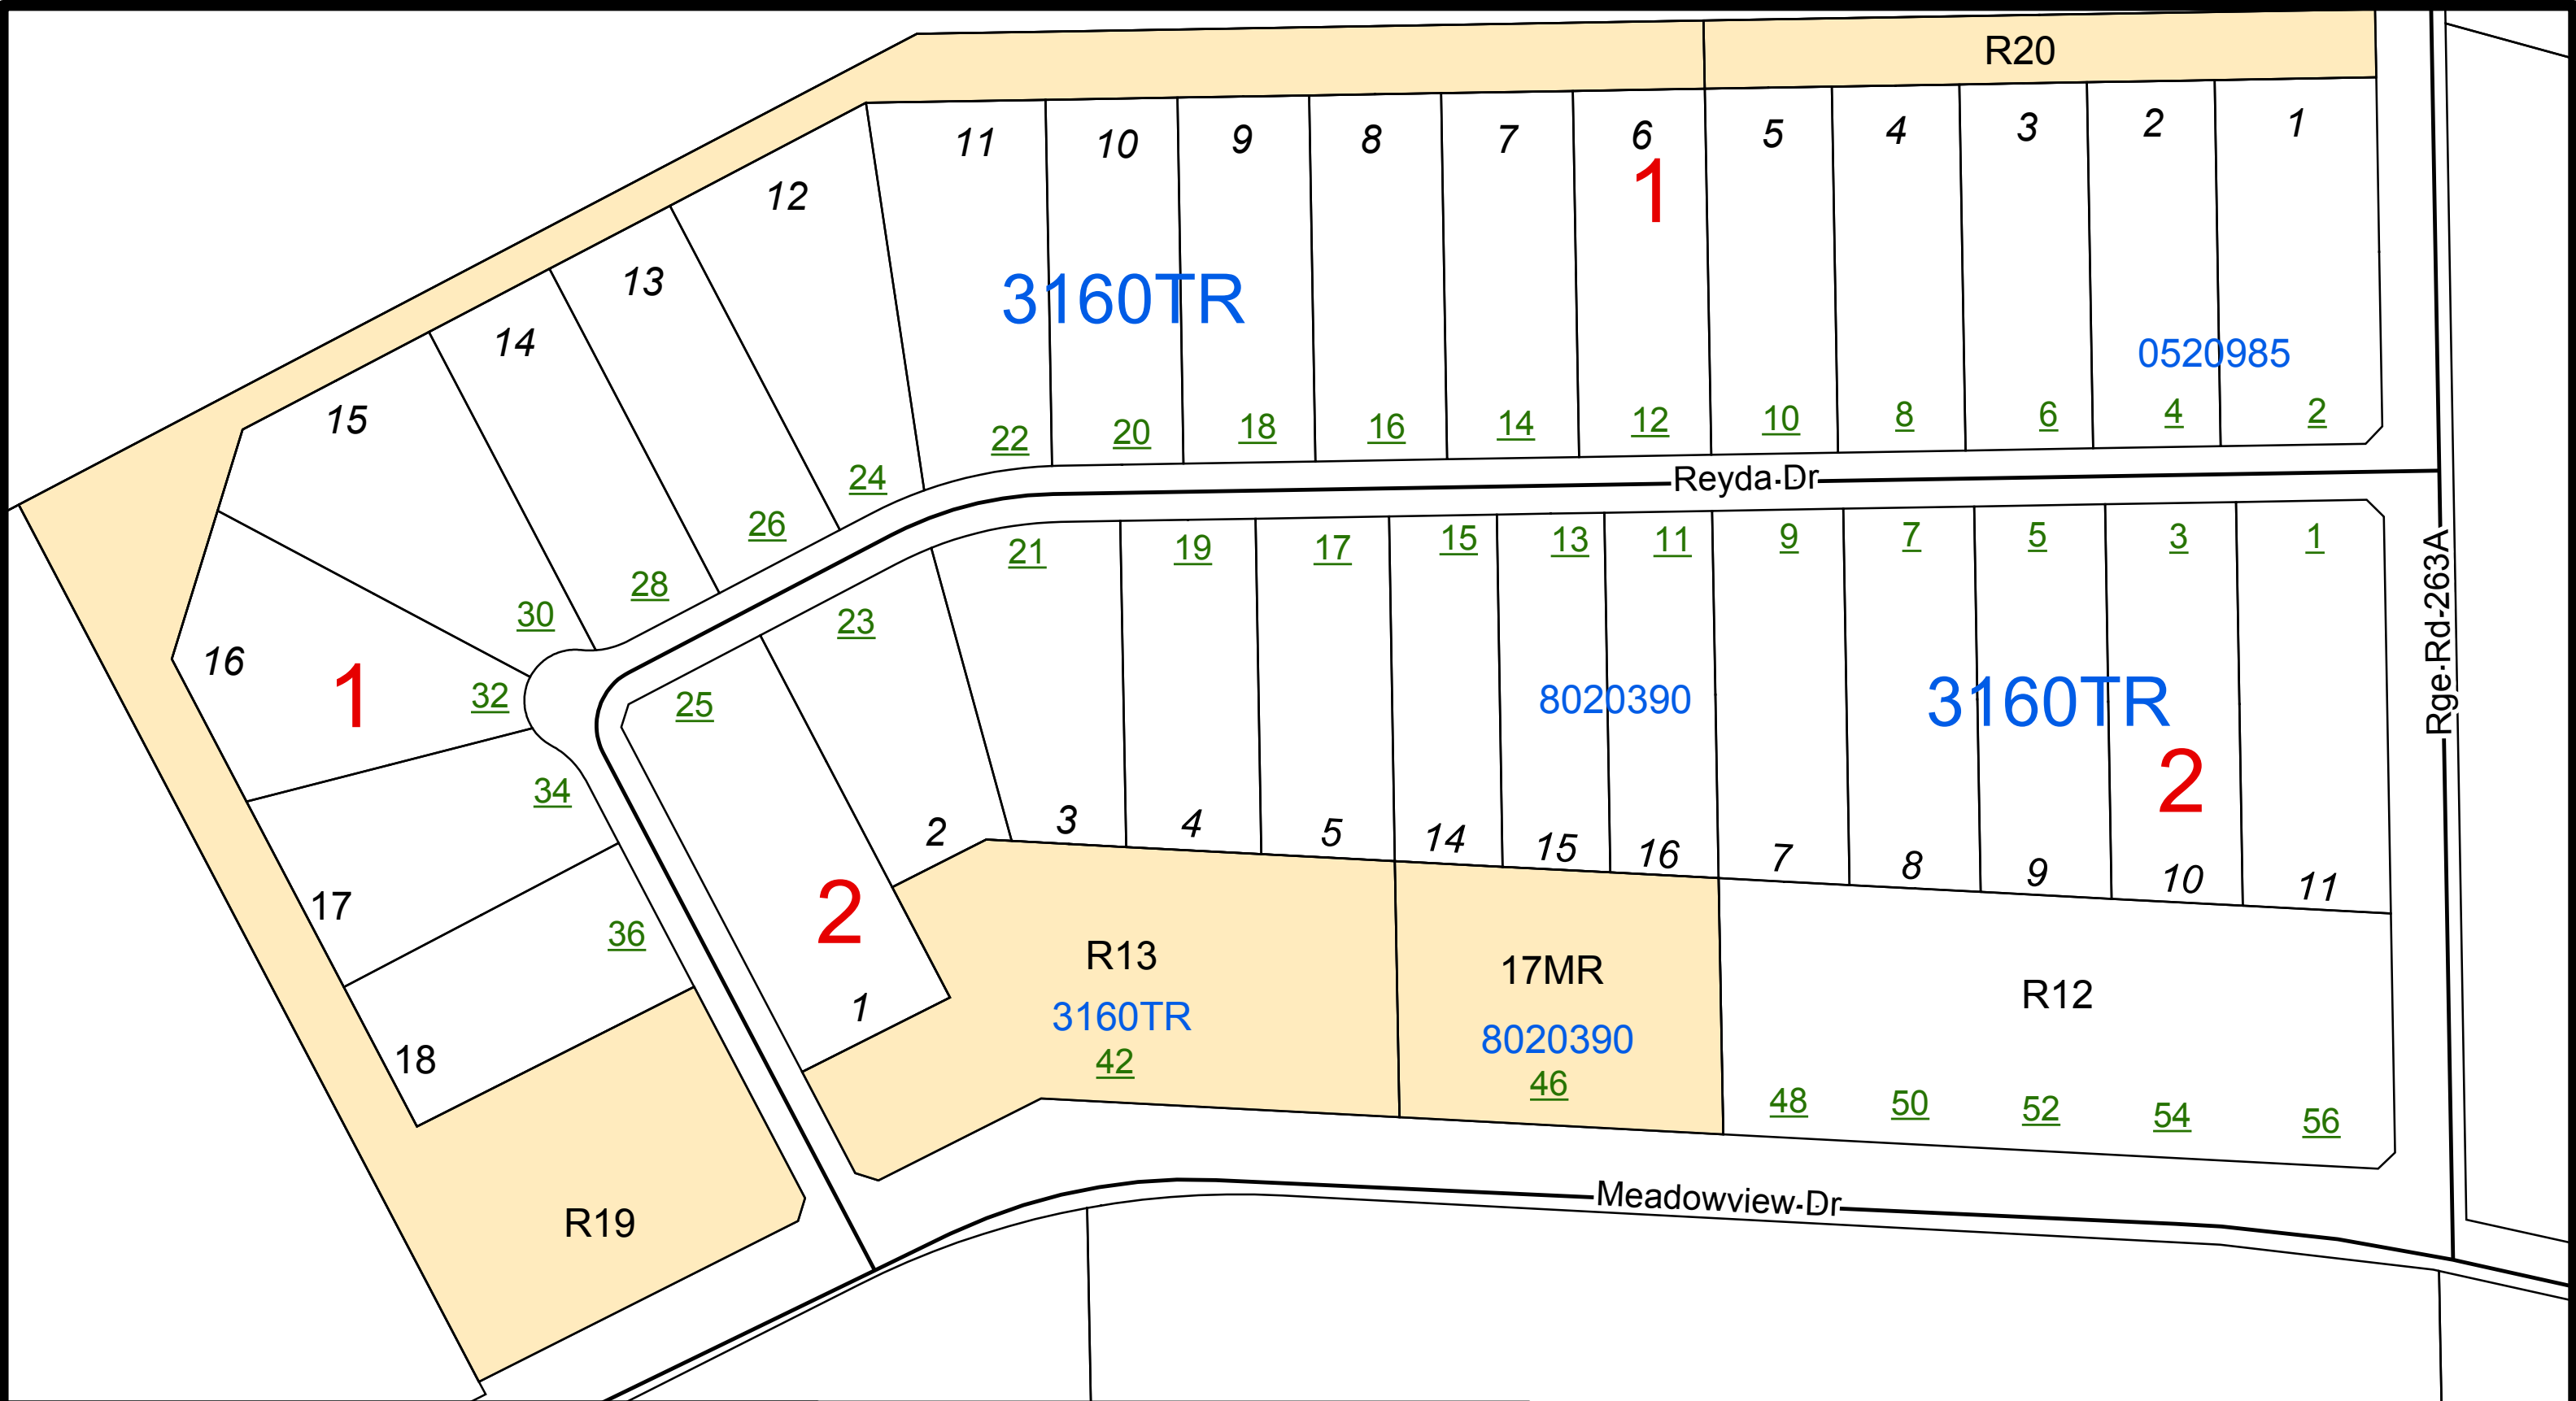 R20
11 10 9 8 7 6 5 4 3 2 1
1
12
13
14
15
3160TR
0520985
22 20 18 16 14 12 10 8 6 4 2
24
26
28
30
Reyda Dr
21 19 17 15 13 11 9 7 5 3 1
23
25
Rge Rd 263A
16
1
32
34
36
17
18
8020390
3160TR
2
2 3 4 5 14 15 16 7 8 9 10 11
2
1
R13
3160TR
42
17MR
8020390
46
R12
48 50 52 54 56
R19
Meadowview Dr